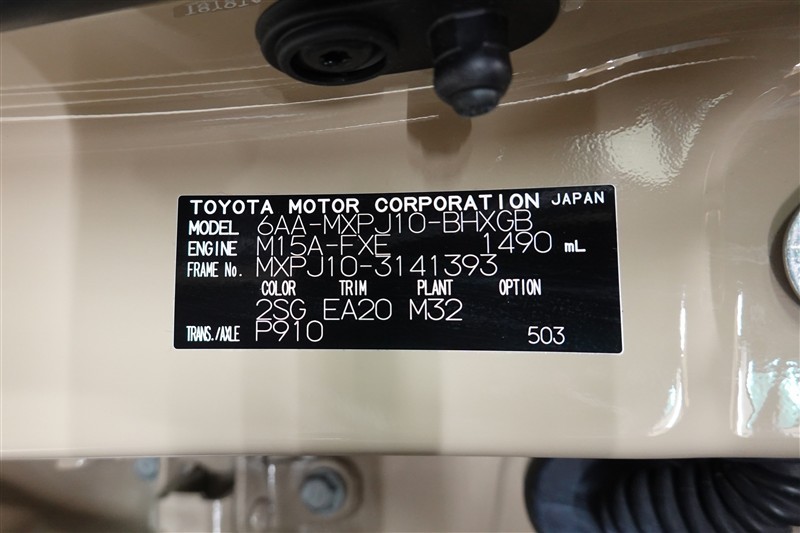 TOYOTA MOTOR CORPORATION JAPAN
MODEL 6AA-MXPJ10-BHXGB
ENGINE M15A-FXE 1490 mL
FRAME No. MXPJ10-3141393
COLOR TRIM PLANT OPTION
2SG EA20 M32
TRANS./AXLE P910 503